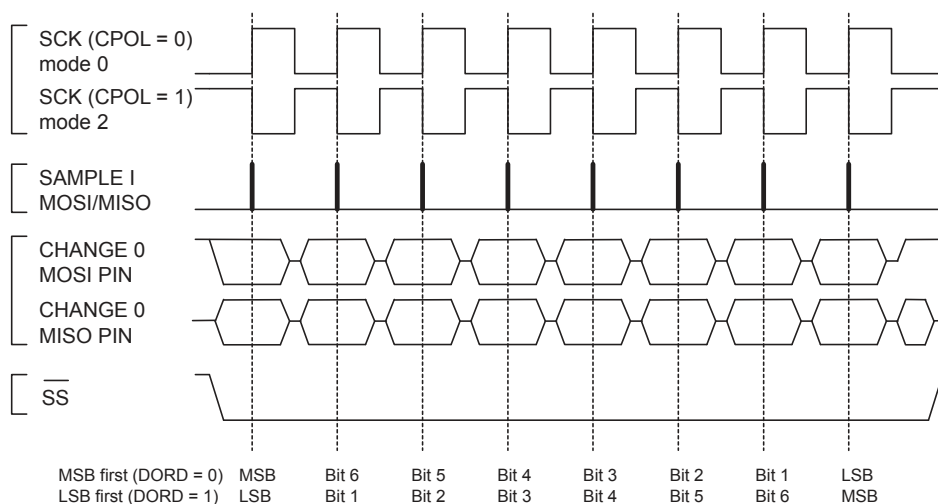 SCK (CPOL = 0)
mode 0
SCK (CPOL = 1)
mode 2
SAMPLE I
MOSI/MISO
CHANGE 0
MOSI PIN
CHANGE 0
MISO PIN
SS
MSB first (DORD = 0) MSB Bit 6 Bit 5 Bit 4 Bit 3 Bit 2 Bit 1 LSB
LSB first (DORD = 1) LSB Bit 1 Bit 2 Bit 3 Bit 4 Bit 5 Bit 6 MSB